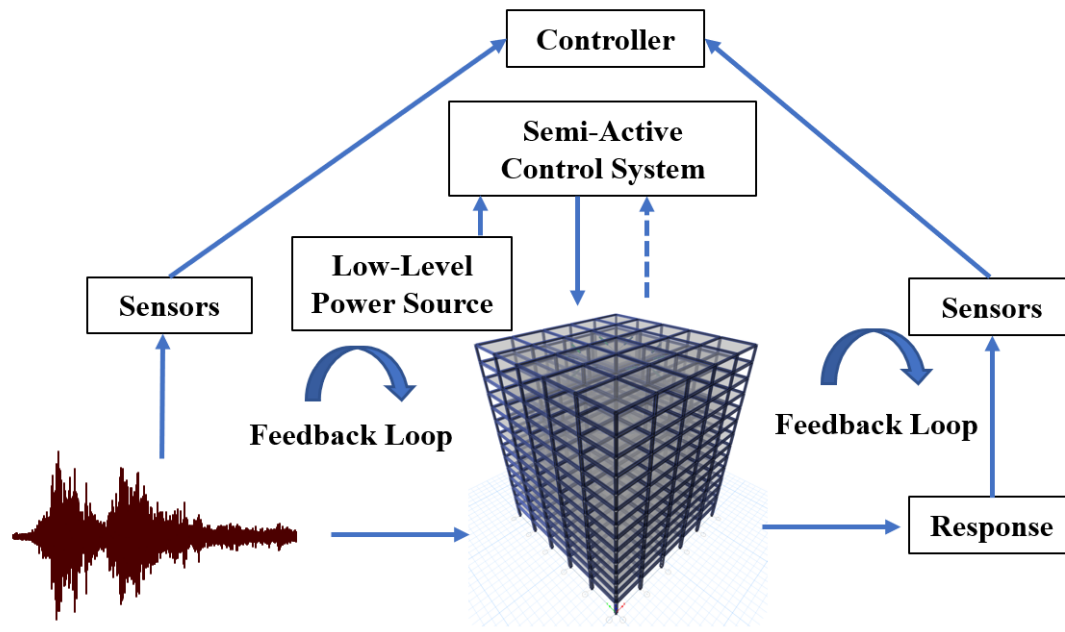 Controller
Semi-Active
Control System
Low-Level
Power Source
Sensors
Sensors
Feedback Loop
Feedback Loop
Response